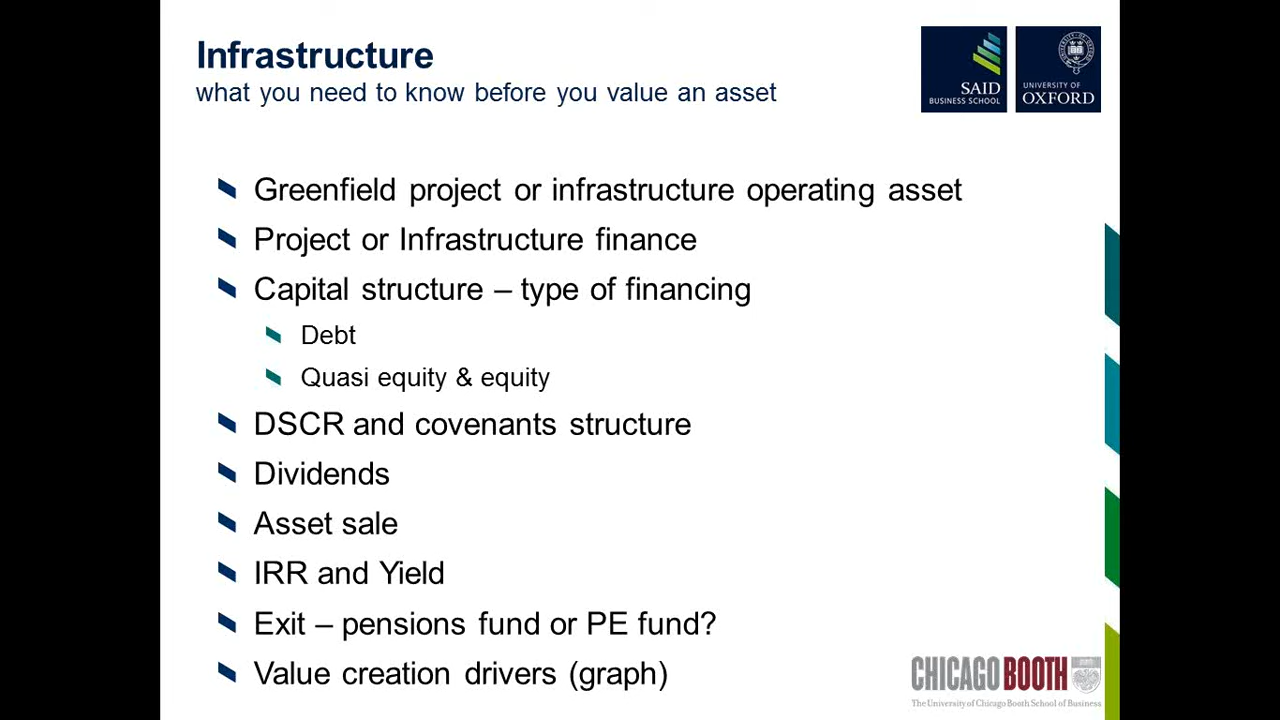 Infrastructure
what you need to know before you value an asset
SAID
BUSINESS SCHOOL
UNIVERSITY OF
OXFORD
Greenfield project or infrastructure operating asset
Project or Infrastructure finance
Capital structure – type of financing
Debt
Quasi equity & equity
DSCR and covenants structure
Dividends
Asset sale
IRR and Yield
Exit – pensions fund or PE fund?
Value creation drivers (graph)
CHICAGO BOOTH
The University of Chicago Booth School of Business